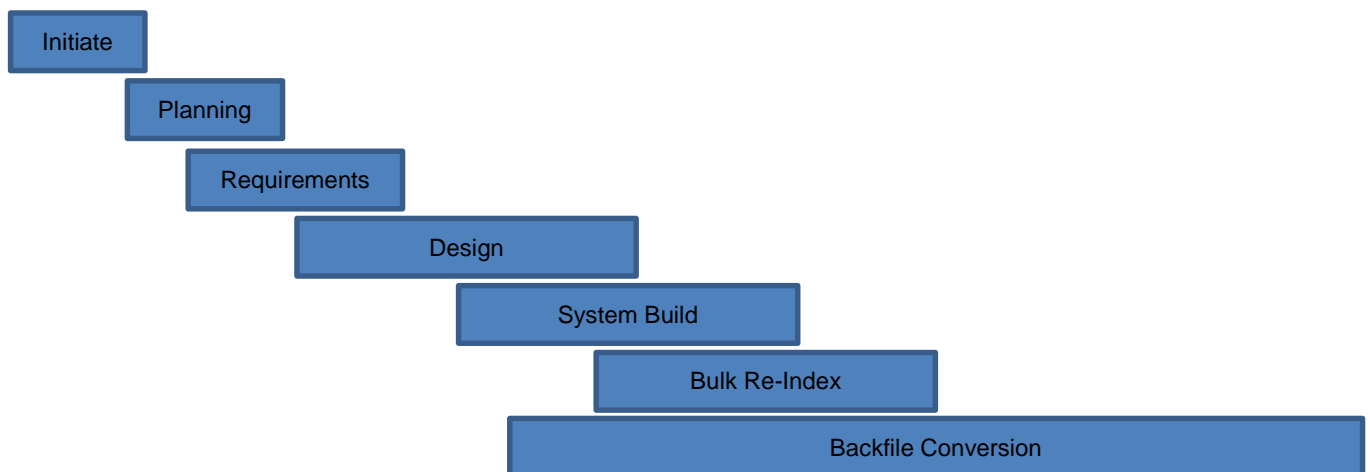 Initiate
Planning
Requirements
Design
System Build
Bulk Re-Index
Backfile Conversion